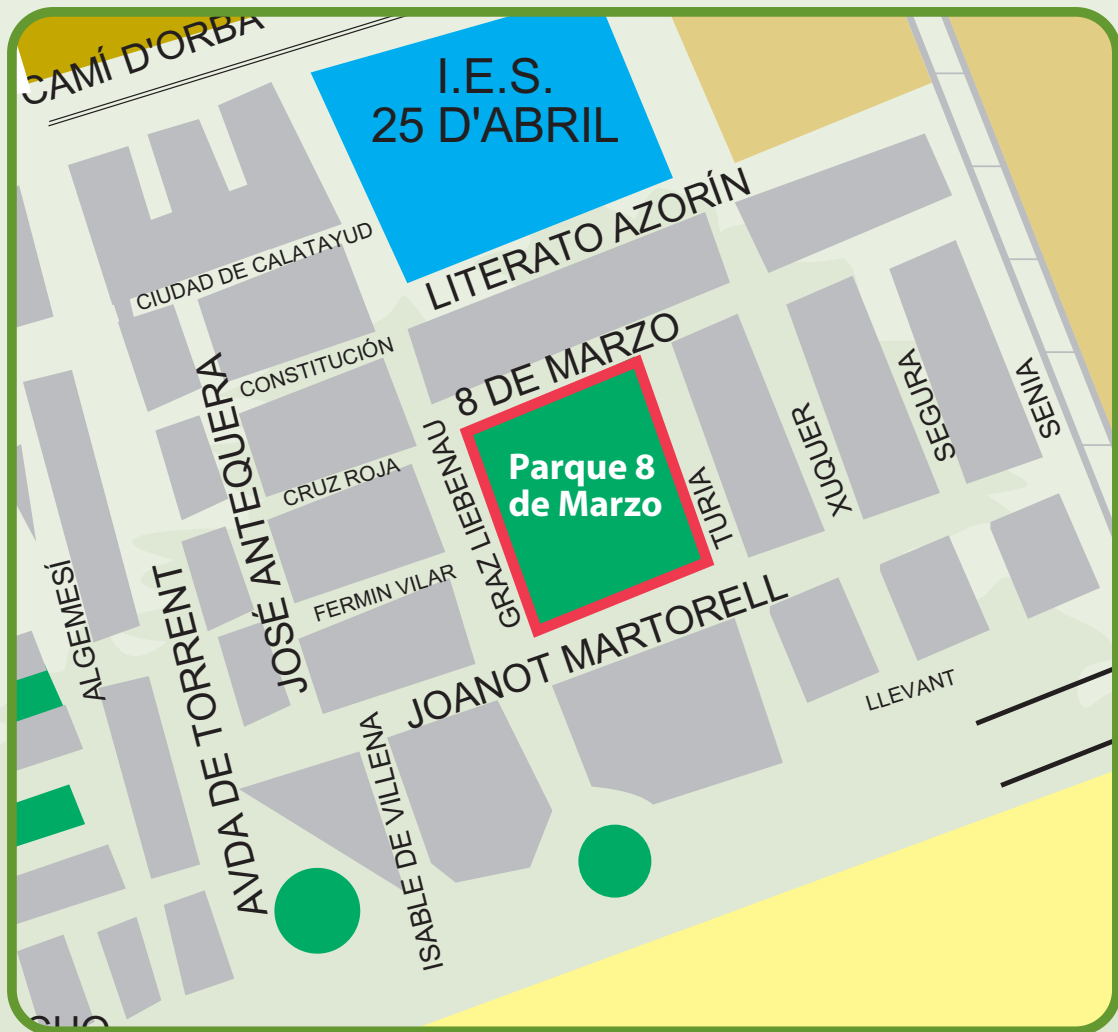 CAMÍ D'ORBA
I.E.S.
25 D'ABRIL
LITERATO AZORÍN
CIUDAD DE CALATAYUD
CONSTITUCIÓN
8 DE MARZO
CRUZ ROJA
Parque 8
de Marzo
GRAZ LIEBENAU
TURIA
XUQUER
SEGURA
SENIA
JOSÉ ANTEQUERA
FERMIN VILAR
ALGEMESÍ
AVDA DE TORRENT
JOANOT MARTORELL
LLEVANT
ISABLE DE VILLENA